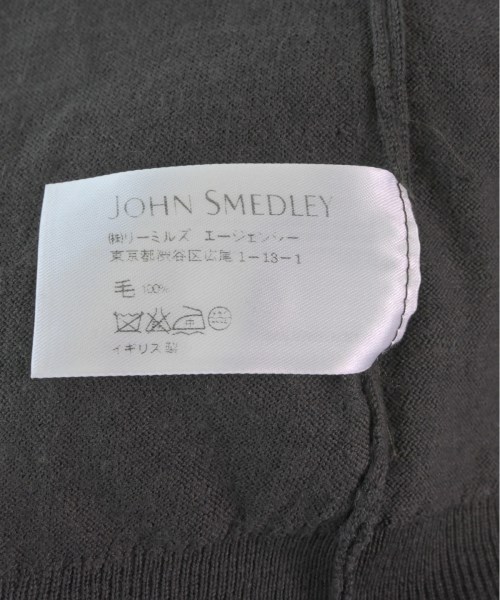 JOHN SMEDLEY
㈱リーミルズ エージェンシー
東京都渋谷区広尾1-13-1
毛 100%
イギリス製